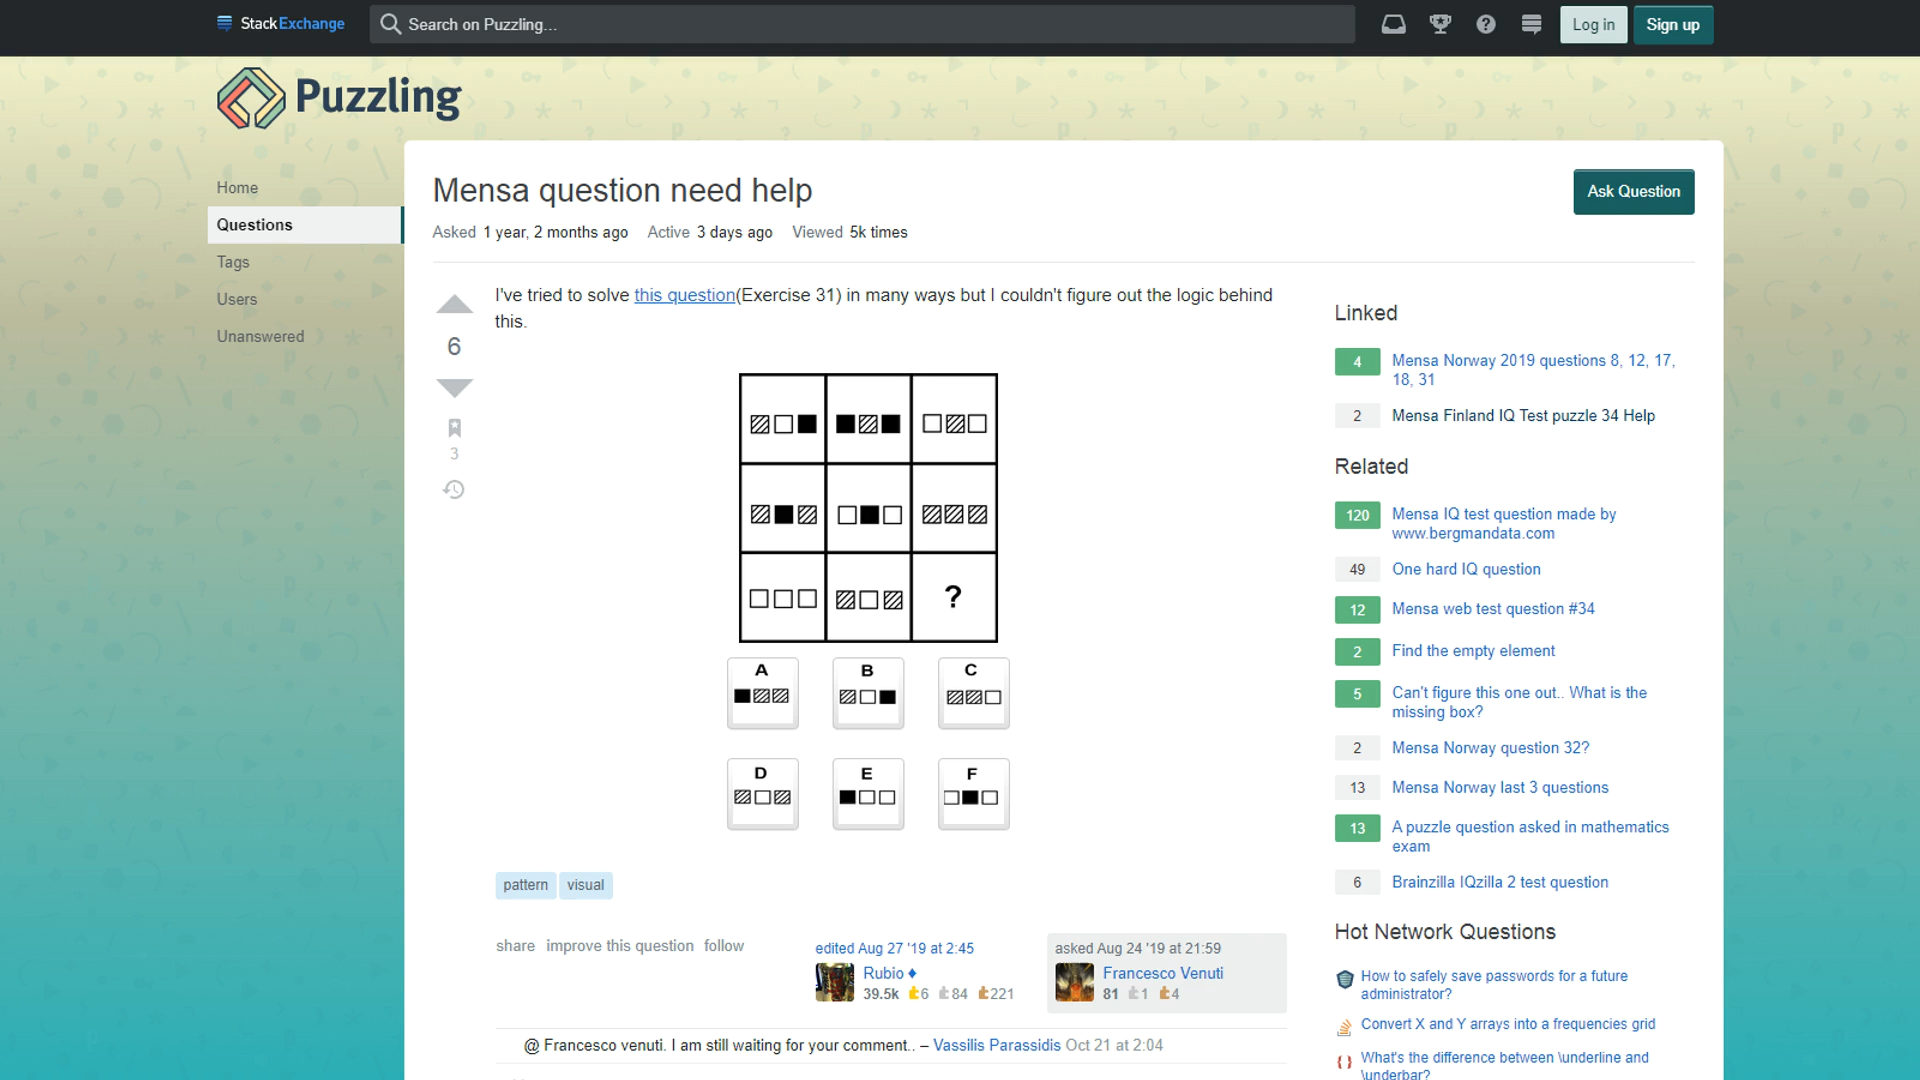 StackExchange
Search on Puzzling...
Log in
Sign up
Puzzling
Home
Questions
Tags
Users
Unanswered
Mensa question need help
Ask Question
Asked 1 year, 2 months ago Active 3 days ago Viewed 5k times
6
3
I've tried to solve this question(Exercise 31) in many ways but I couldn't figure out the logic behind
this.
?
A
B
C
D
E
F
pattern
visual
share improve this question follow
edited Aug 27 '19 at 2:45
Rubio ♦
39.5k 6 84 221
asked Aug 24 '19 at 21:59
Francesco Venuti
81 1 4
@ Francesco venuti. I am still waiting for your comment.. – Vassilis Parassidis Oct 21 at 2:04
Linked
4 Mensa Norway 2019 questions 8, 12, 17,
18, 31
2 Mensa Finland IQ Test puzzle 34 Help
Related
120 Mensa IQ test question made by
www.bergmandata.com
49 One hard IQ question
12 Mensa web test question #34
2 Find the empty element
5 Can't figure this one out.. What is the
missing box?
2 Mensa Norway question 32?
13 Mensa Norway last 3 questions
13 A puzzle question asked in mathematics
exam
6 Brainzilla IQzilla 2 test question
Hot Network Questions
How to safely save passwords for a future
administrator?
Convert X and Y arrays into a frequencies grid
What's the difference between \underline and
\underbar?